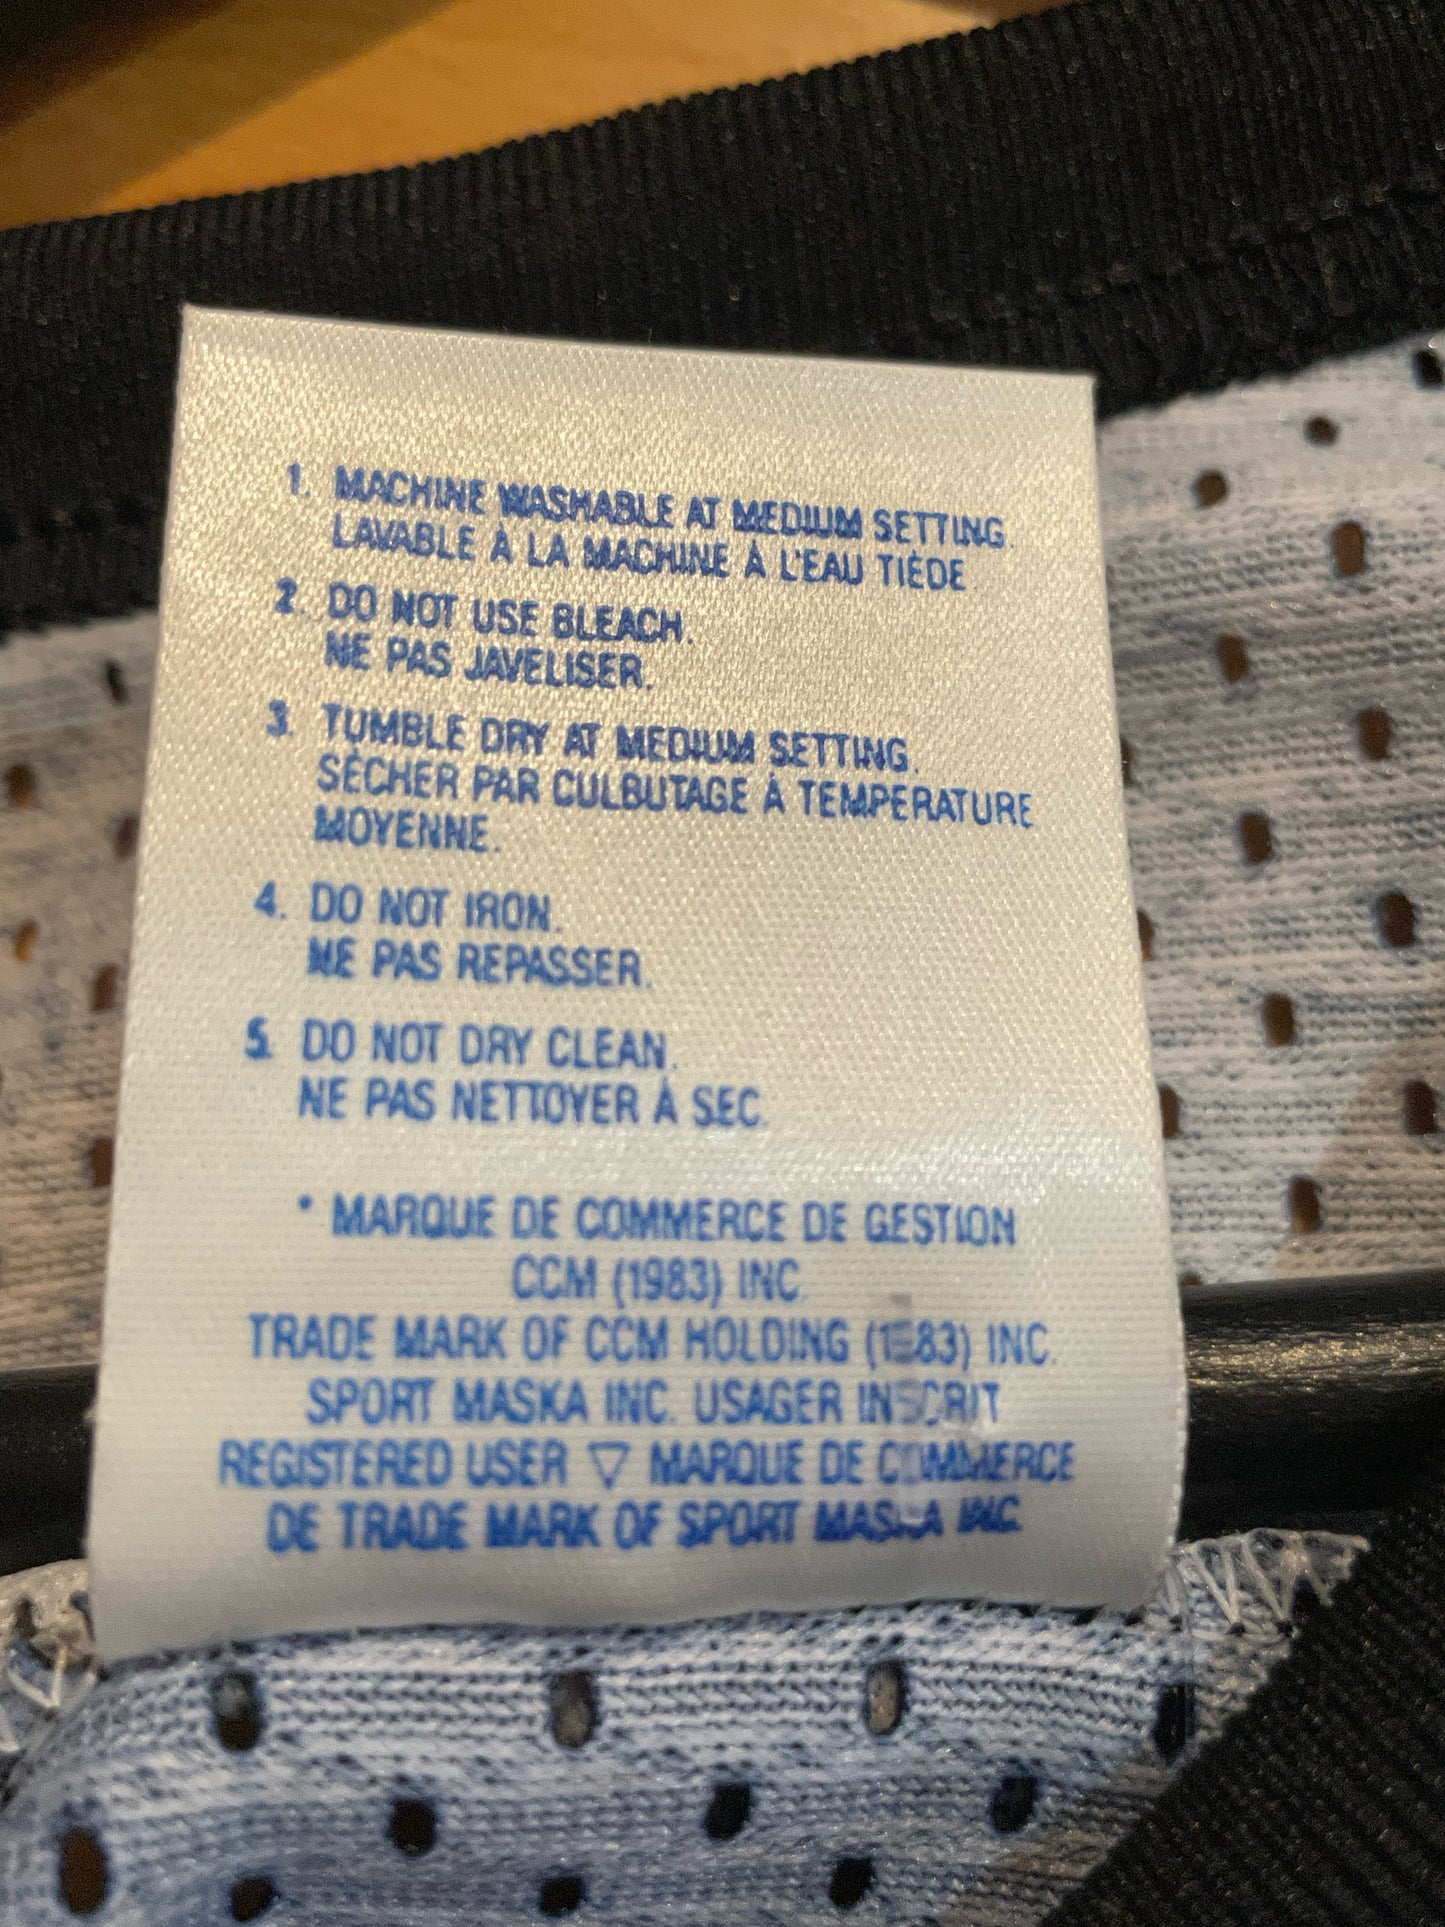 1. MACHINE WASHABLE AT MEDIUM SETTING.
LAVABLE À LA MACHINE À L'EAU TIÈDE
2. DO NOT USE BLEACH.
NE PAS JAVELISER.
3. TUMBLE DRY AT MEDIUM SETTING.
SÉCHER PAR CULBUTAGE À TEMPERATURE
MOYENNE.
4. DO NOT IRON.
NE PAS REPASSER.
5. DO NOT DRY CLEAN.
NE PAS NETTOYER À SEC.
* MARQUE DE COMMERCE DE GESTION
CCM (1983) INC.
TRADE MARK OF CCM HOLDING (1983) INC.
SPORT MASKA INC. USAGER INSCRIT
REGISTERED USER ▽ MARQUE DE COMMERCE
DE TRADE MARK OF SPORT MASKA INC.